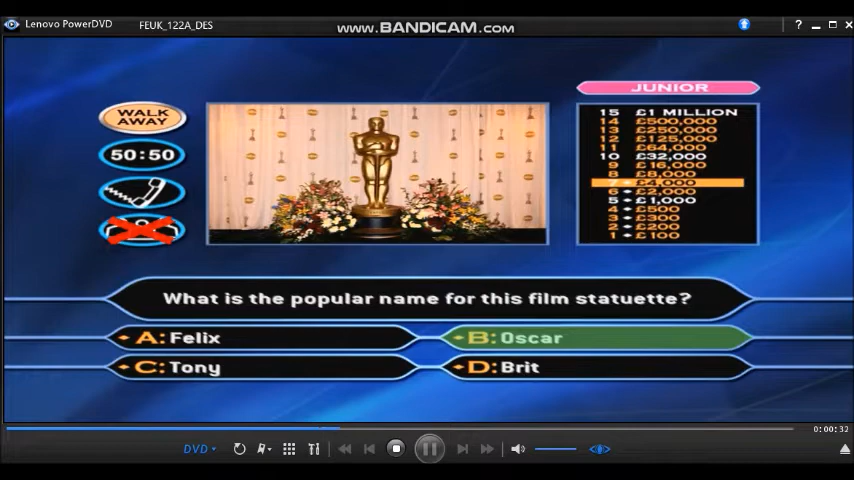 Lenovo PowerDVD
FEUK_122A_DES
www.BANDICAM.com
?
JUNIOR
WALK AWAY
50:50
15 £1 MILLION
14 £500,000
13 £250,000
12 £125,000
11 £64,000
10 £32,000
9 £16,000
8 £8,000
7 £4,000
6 £2,000
5 £1,000
4 £500
3 £300
2 £200
1 £100
What is the popular name for this film statuette?
A: Felix
B: Oscar
C: Tony
D: Brit
0:00:32
DVD